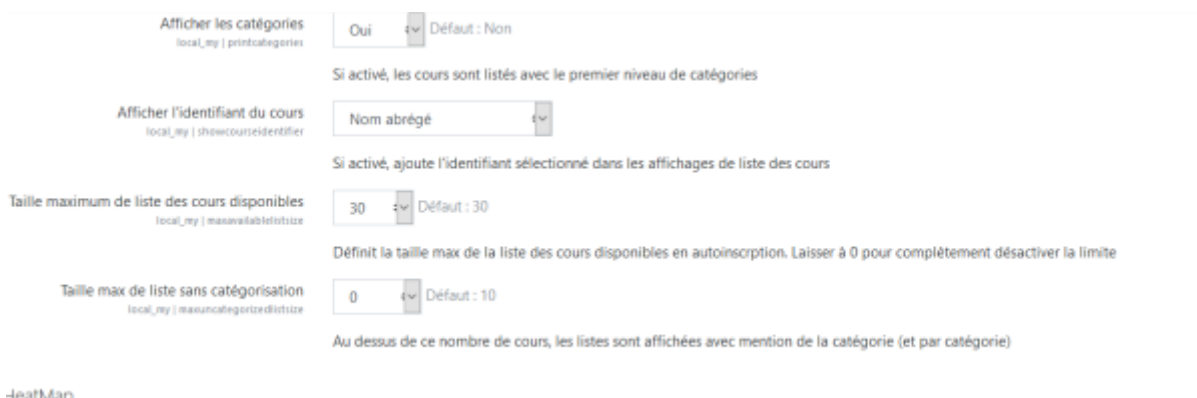 Afficher les catégories
local_my | printcategories
Oui
Défaut : Non
Si activé, les cours sont listés avec le premier niveau de catégories
Afficher l'identifiant du cours
local_my | showcourseidentifier
Nom abrégé
Si activé, ajoute l'identifiant sélectionné dans les affichages de liste des cours
Taille maximum de liste des cours disponibles
local_my | maxavailablelistsize
30
Défaut : 30
Définit la taille max de la liste des cours disponibles en autoinscrption. Laisser à 0 pour complètement désactiver la limite
Taille max de liste sans catégorisation
local_my | maxuncategorizedlistsize
0
Défaut : 10
Au dessus de ce nombre de cours, les listes sont affichées avec mention de la catégorie (et par catégorie)
HeatMap